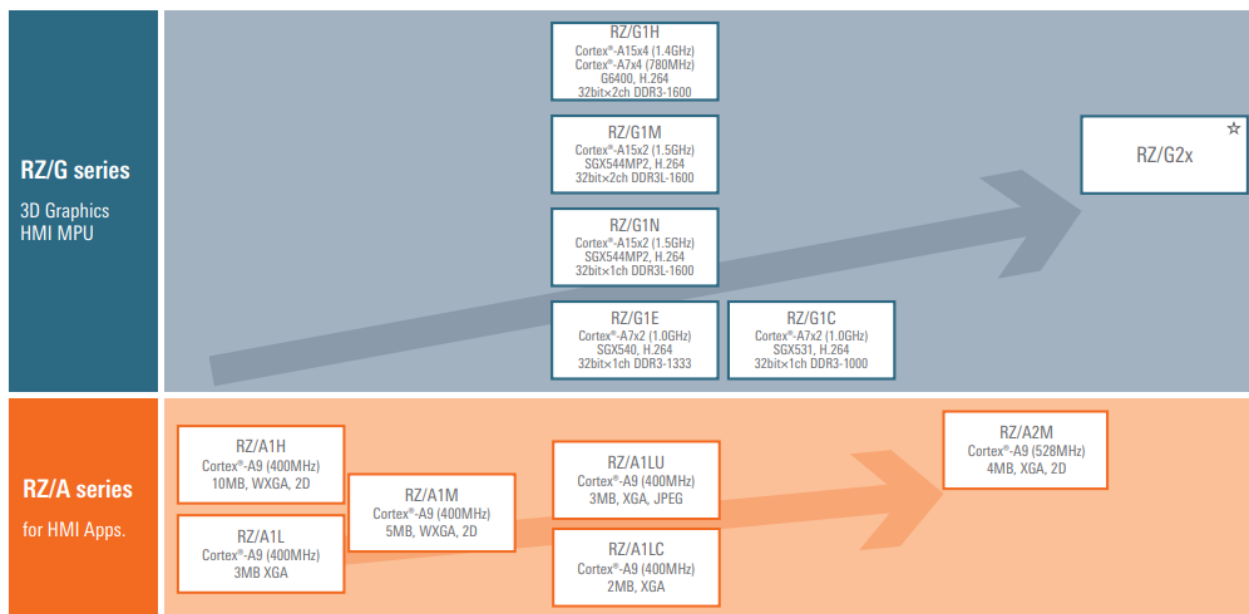 RZ/G series
3D Graphics
HMI MPU
RZ/G1H
Cortex®-A15x4 (1.4GHz)
Cortex®-A7x4 (780MHz)
G6400, H.264
32bit×2ch DDR3-1600
RZ/G1M
Cortex®-A15x2 (1.5GHz)
SGX544MP2, H.264
32bit×2ch DDR3L-1600
RZ/G1N
Cortex®-A15x2 (1.5GHz)
SGX544MP2, H.264
32bit×1ch DDR3L-1600
RZ/G1E
Cortex®-A7x2 (1.0GHz)
SGX540, H.264
32bit×1ch DDR3-1333
RZ/G1C
Cortex®-A7x2 (1.0GHz)
SGX531, H.264
32bit×1ch DDR3-1000
☆
RZ/G2x
RZ/A series
for HMI Apps.
RZ/A1H
Cortex®-A9 (400MHz)
10MB, WXGA, 2D
RZ/A1L
Cortex®-A9 (400MHz)
3MB XGA
RZ/A1M
Cortex®-A9 (400MHz)
5MB, WXGA, 2D
RZ/A1LU
Cortex®-A9 (400MHz)
3MB, XGA, JPEG
RZ/A1LC
Cortex®-A9 (400MHz)
2MB, XGA
RZ/A2M
Cortex®-A9 (528MHz)
4MB, XGA, 2D